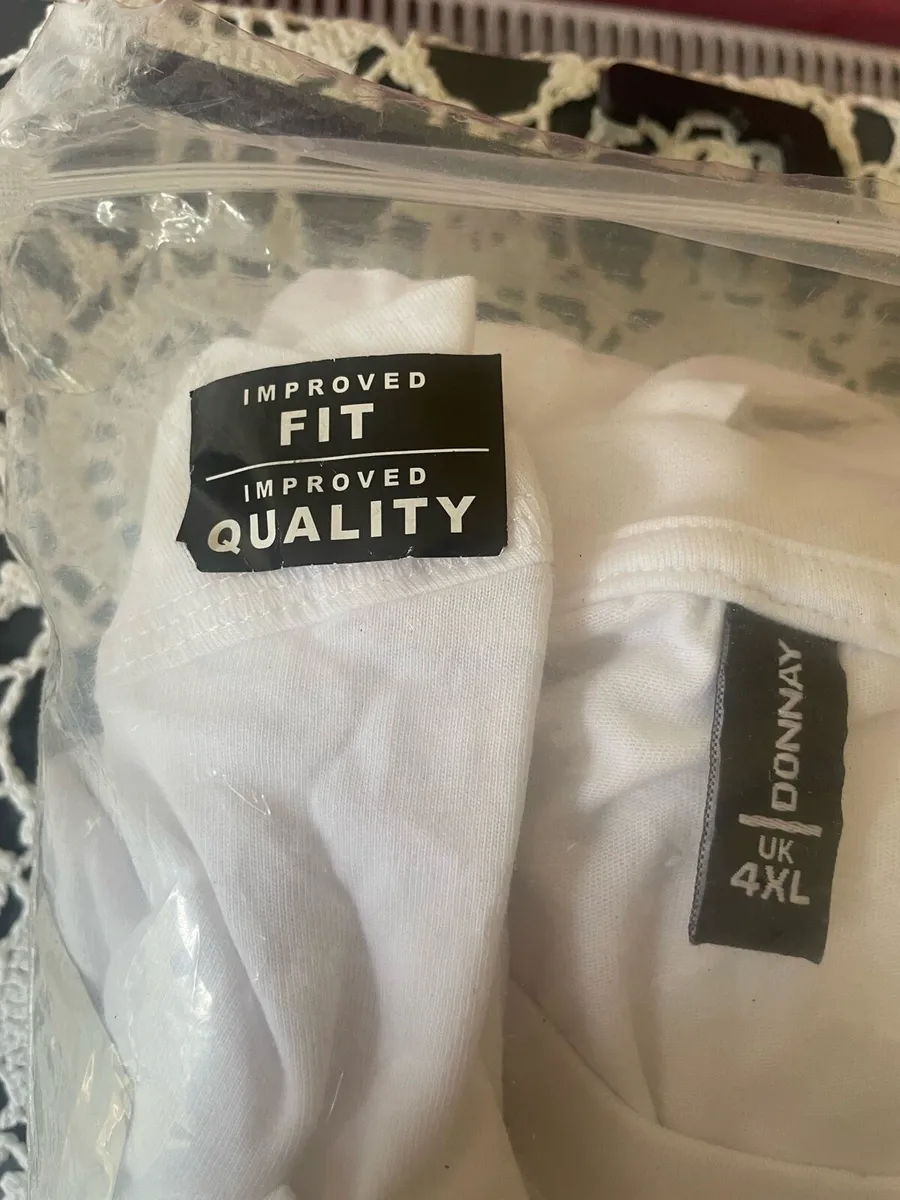 IMPROVED
FIT
IMPROVED
QUALITY
DONNAY
UK
4XL